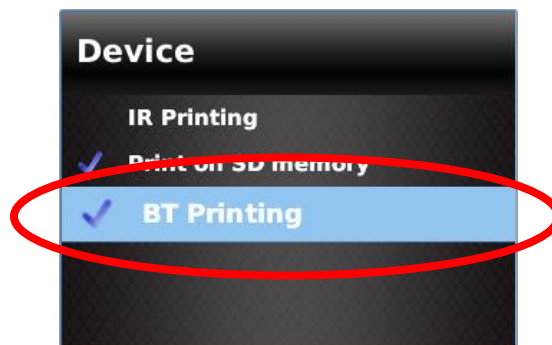 Device
IR Printing
Print on SD memory
BT Printing